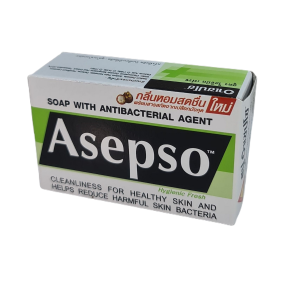 กลิ่นหอมสดชื่น ใหม่
SOAP WITH ANTIBACTERIAL AGENT
Asepso™
Hygienic Fresh
CLEANLINESS FOR HEALTHY SKIN AND
HELPS REDUCE HARMFUL SKIN BACTERIA